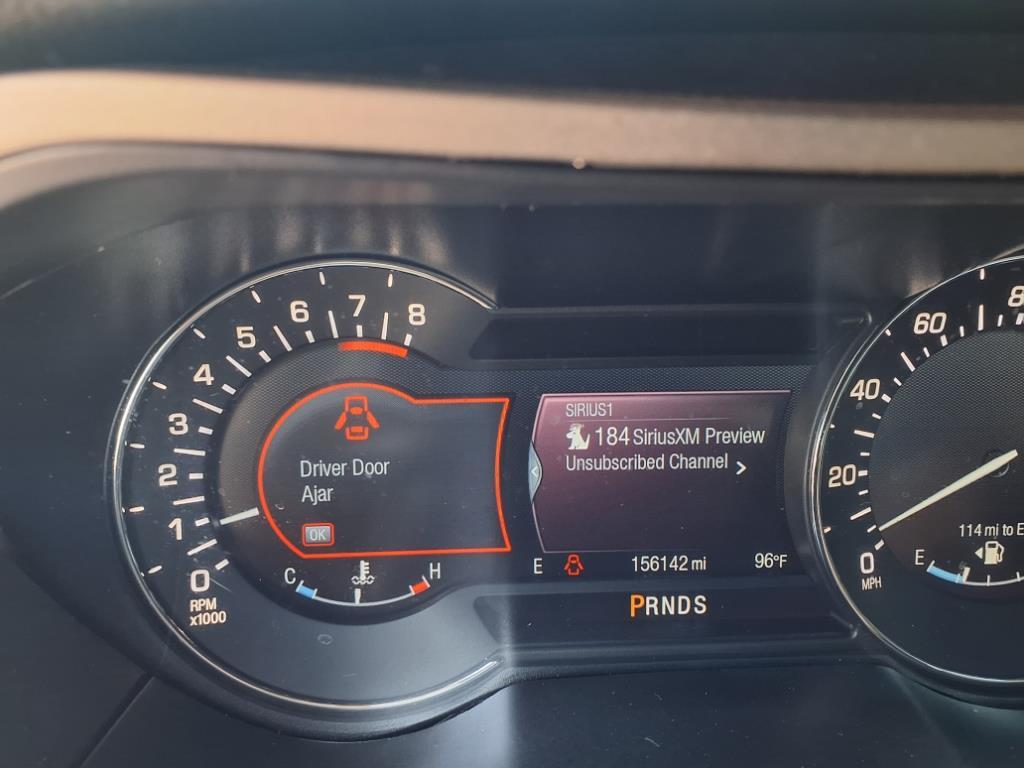 8
7
6
5
4
3
2
1
0
RPM
x1000
Driver Door
Ajar
OK
C
H
SIRIUS1
184 SiriusXM Preview
Unsubscribed Channel >
E
156142 mi
96°F
PRNDS
8
60
40
20
0
MPH
114 mi to E
E